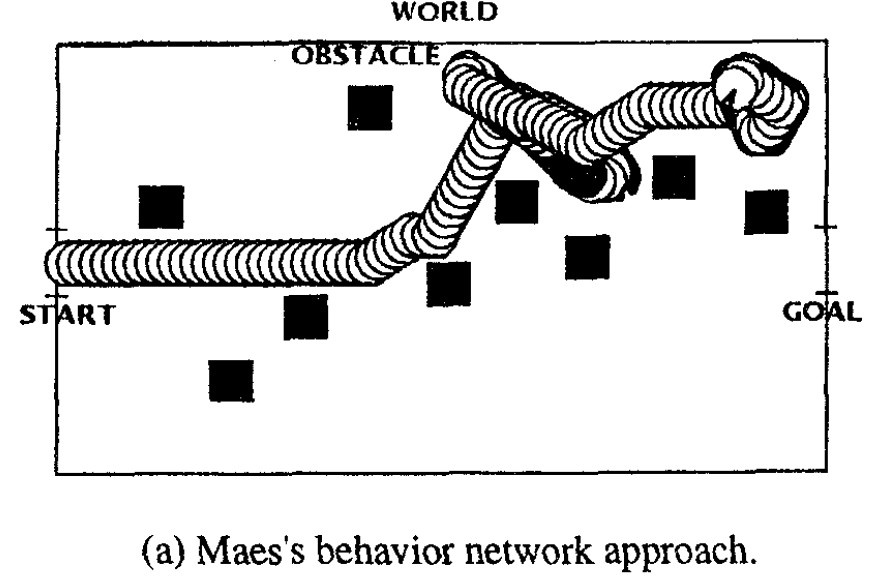 WORLD
OBSTACLE
START
GOAL
(a) Maes's behavior network approach.